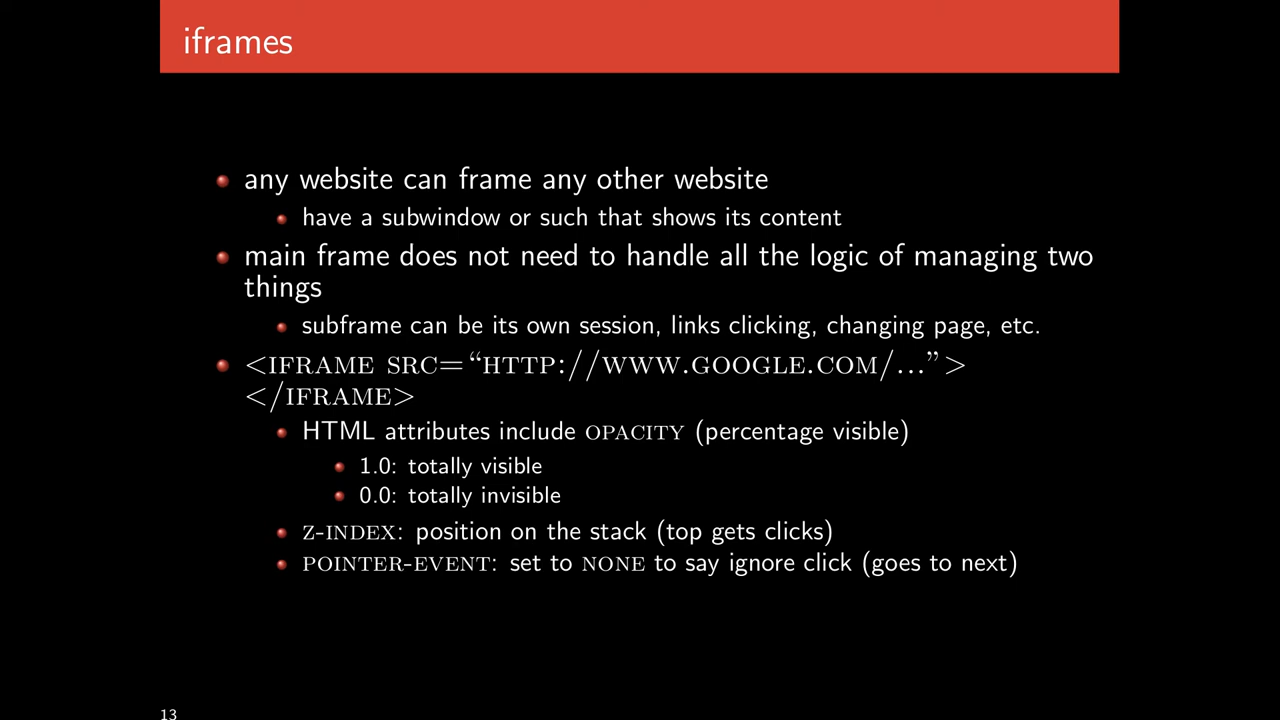 iframes
any website can frame any other website
have a subwindow or such that shows its content
main frame does not need to handle all the logic of managing two
things
subframe can be its own session, links clicking, changing page, etc.
<IFRAME SRC=“HTTP://WWW.GOOGLE.COM/...”>
</IFRAME>
HTML attributes include OPACITY (percentage visible)
1.0: totally visible
0.0: totally invisible
Z-INDEX: position on the stack (top gets clicks)
POINTER-EVENT: set to NONE to say ignore click (goes to next)
13